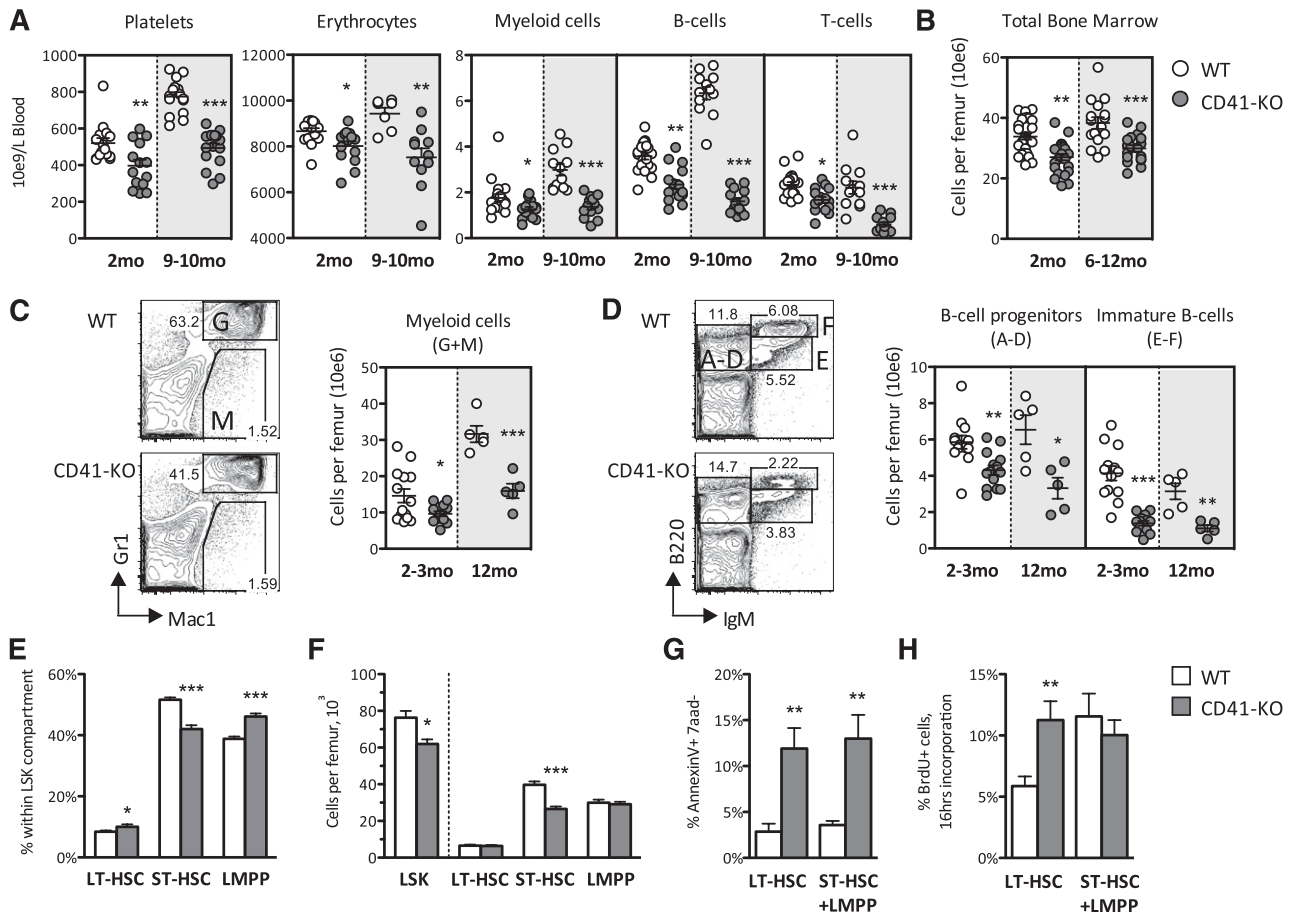 A
Platelets
Erythrocytes
Myeloid cells
B-cells
T-cells
10e9/L Blood
1000
800
600
400
200
0
** ***
2mo 9-10mo
12000
10000
8000
6000
4000
* **
2mo 9-10mo
8
6
4
2
0
* ***
** ***
* ***
2mo 9-10mo 2mo 9-10mo 2mo 9-10mo
B
Total Bone Marrow
Cells per femur (10e6)
60
40
20
0
** ***
2mo 6-12mo
WT
CD41-KO
C
WT
63.2 G
M
1.52
CD41-KO
41.5
1.59
Gr1
Mac1
Myeloid cells
(G+M)
Cells per femur (10e6)
50
40
30
20
10
0
* ***
2-3mo 12mo
D
WT
11.8 6.08
F
A-D E
5.52
CD41-KO
14.7 2.22
3.83
B220
IgM
B-cell progenitors
(A-D)
Immature B-cells
(E-F)
Cells per femur (10e6)
10
8
6
4
2
0
** * *** **
2-3mo 12mo 2-3mo 12mo
E
% within LSK compartment
60%
40%
20%
0%
* *** ***
LT-HSC ST-HSC LMPP
F
Cells per femur, 10³
100
80
60
40
20
0
* ***
LSK LT-HSC ST-HSC LMPP
G
% AnnexinV+ 7aad-
20%
15%
10%
5%
0%
** **
LT-HSC ST-HSC
+LMPP
H
% BrdU+ cells,
16hrs incorporation
15%
10%
5%
0%
**
LT-HSC ST-HSC
+LMPP
WT
CD41-KO